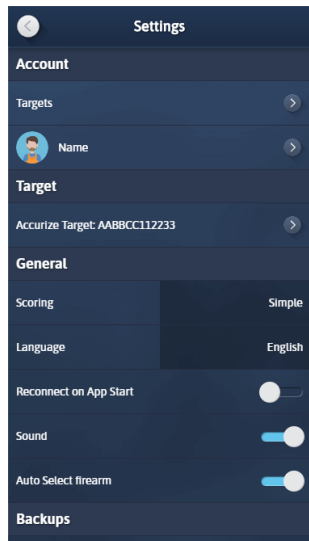 Settings
Account
Targets
Name
Target
Accurize Target: AABBCC112233
General
Scoring Simple
Language English
Reconnect on App Start
Sound
Auto Select firearm
Backups